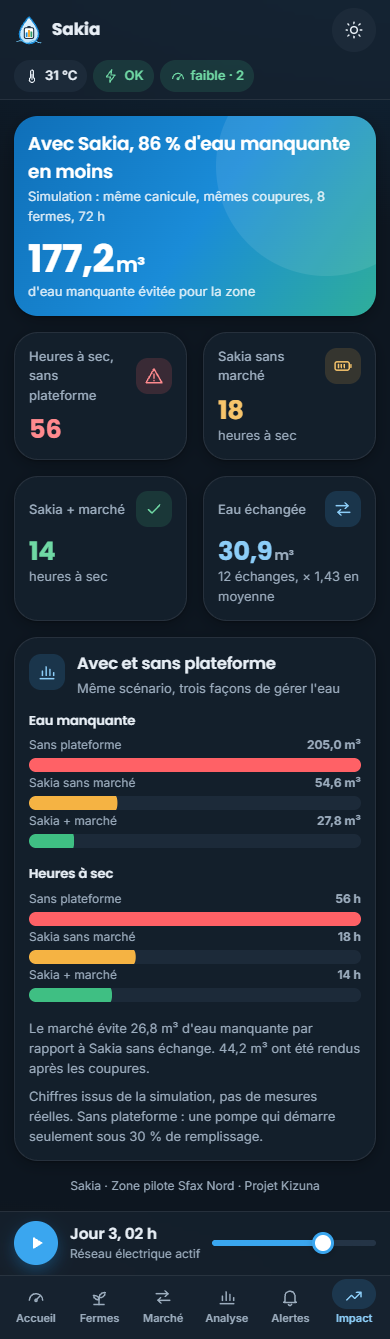 Sakia
31 °C
OK
faible · 2
Avec Sakia, 86 % d'eau manquante
en moins
Simulation : même canicule, mêmes coupures, 8
fermes, 72 h
177,2 m³
d'eau manquante évitée pour la zone
Heures à sec,
sans
plateforme
56
Sakia sans
marché
18
heures à sec
Sakia + marché
14
heures à sec
Eau échangée
30,9 m³
12 échanges, × 1,43 en
moyenne
Avec et sans plateforme
Même scénario, trois façons de gérer l'eau
Eau manquante
Sans plateforme 205,0 m³
Sakia sans marché 54,6 m³
Sakia + marché 27,8 m³
Heures à sec
Sans plateforme 56 h
Sakia sans marché 18 h
Sakia + marché 14 h
Le marché évite 26,8 m³ d'eau manquante par
rapport à Sakia sans échange. 44,2 m³ ont été rendus
après les coupures.
Chiffres issus de la simulation, pas de mesures
réelles. Sans plateforme : une pompe qui démarre
seulement sous 30 % de remplissage.
Sakia · Zone pilote Sfax Nord · Projet Kizuna
Jour 3, 02 h
Réseau électrique actif
Accueil
Fermes
Marché
Analyse
Alertes
Impact